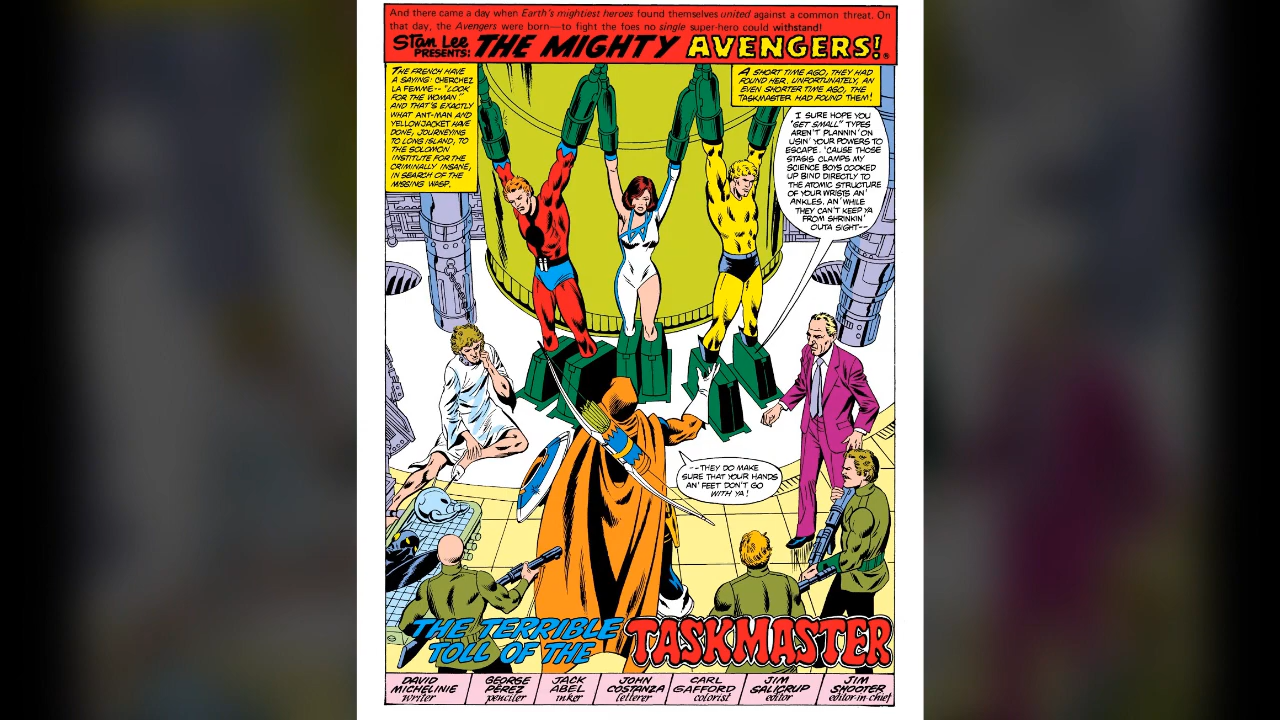 And there came a day when Earth's mightiest heroes found themselves united against a common threat. On
that day, the Avengers were born—to fight the foes no single super-hero could withstand!
STAN LEE
PRESENTS:
THE MIGHTY AVENGERS!®
THE FRENCH HAVE
A SAYING: CHERCHEZ
LA FEMME-- "LOOK
FOR THE WOMAN."
AND THAT'S EXACTLY
WHAT ANT-MAN AND
YELLOWJACKET HAVE
DONE, JOURNEYING
TO LONG ISLAND, TO
THE SOLOMON
INSTITUTE FOR THE
CRIMINALLY INSANE,
IN SEARCH OF THE
MISSING WASP.
A SHORT TIME AGO, THEY HAD
FOUND HER. UNFORTUNATELY, AN
EVEN SHORTER TIME AGO, THE
TASKMASTER HAD FOUND THEM!
I SURE HOPE YOU
"GET SMALL" TYPES
AREN'T PLANNIN' ON
USIN' YOUR POWERS TO
ESCAPE. 'CAUSE THOSE
STASIS CLAMPS MY
SCIENCE BOYS COOKED
UP BIND DIRECTLY TO
THE ATOMIC STRUCTURE
OF YOUR WRISTS AN'
ANKLES. AN' WHILE
THEY CAN'T KEEP YA
FROM SHRINKIN'
OUTA SIGHT--
--THEY DO MAKE
SURE THAT YOUR HANDS
AN' FEET DON'T GO
WITH YA!
THE TERRIBLE
TOLL OF THE
TASKMASTER
DAVID
MICHELINIE
writer
GEORGE
PÉREZ
penciler
JACK
ABEL
inker
JOHN
COSTANZA
letterer
CARL
GAFFORD
colorist
JIM
SALICRUP
editor
JIM
SHOOTER
editor-in-chief